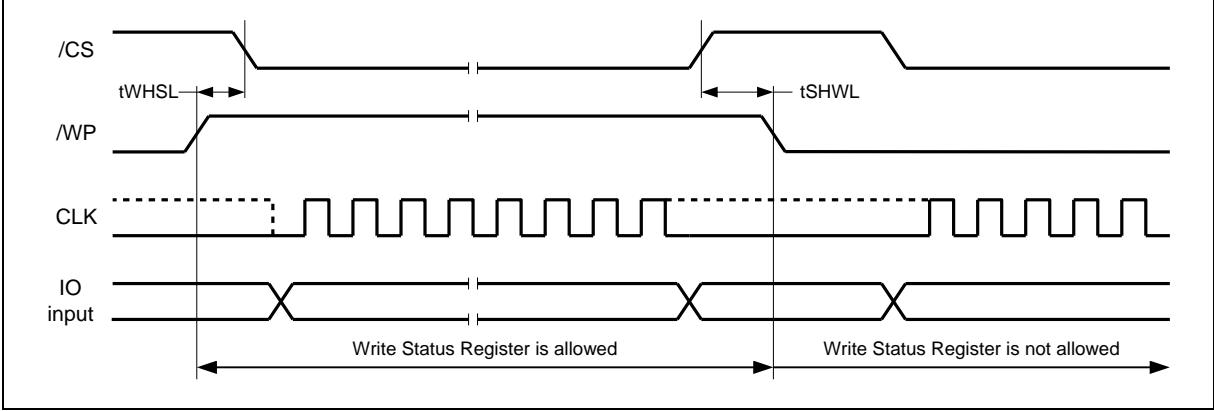 /CS
tWHSL
tSHWL
/WP
CLK
IO
input
Write Status Register is allowed
Write Status Register is not allowed